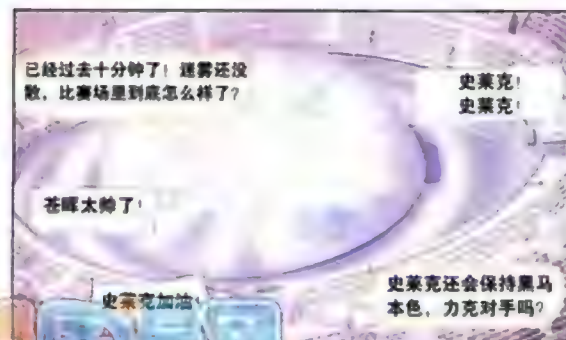 已经过去十分钟了！迷雾还没
散，比赛场里到底怎么样了？
史莱克！
史莱克！
苍晖太帅了！
史莱克加油！
史莱克还会保持黑马
本色，力克对手吗？